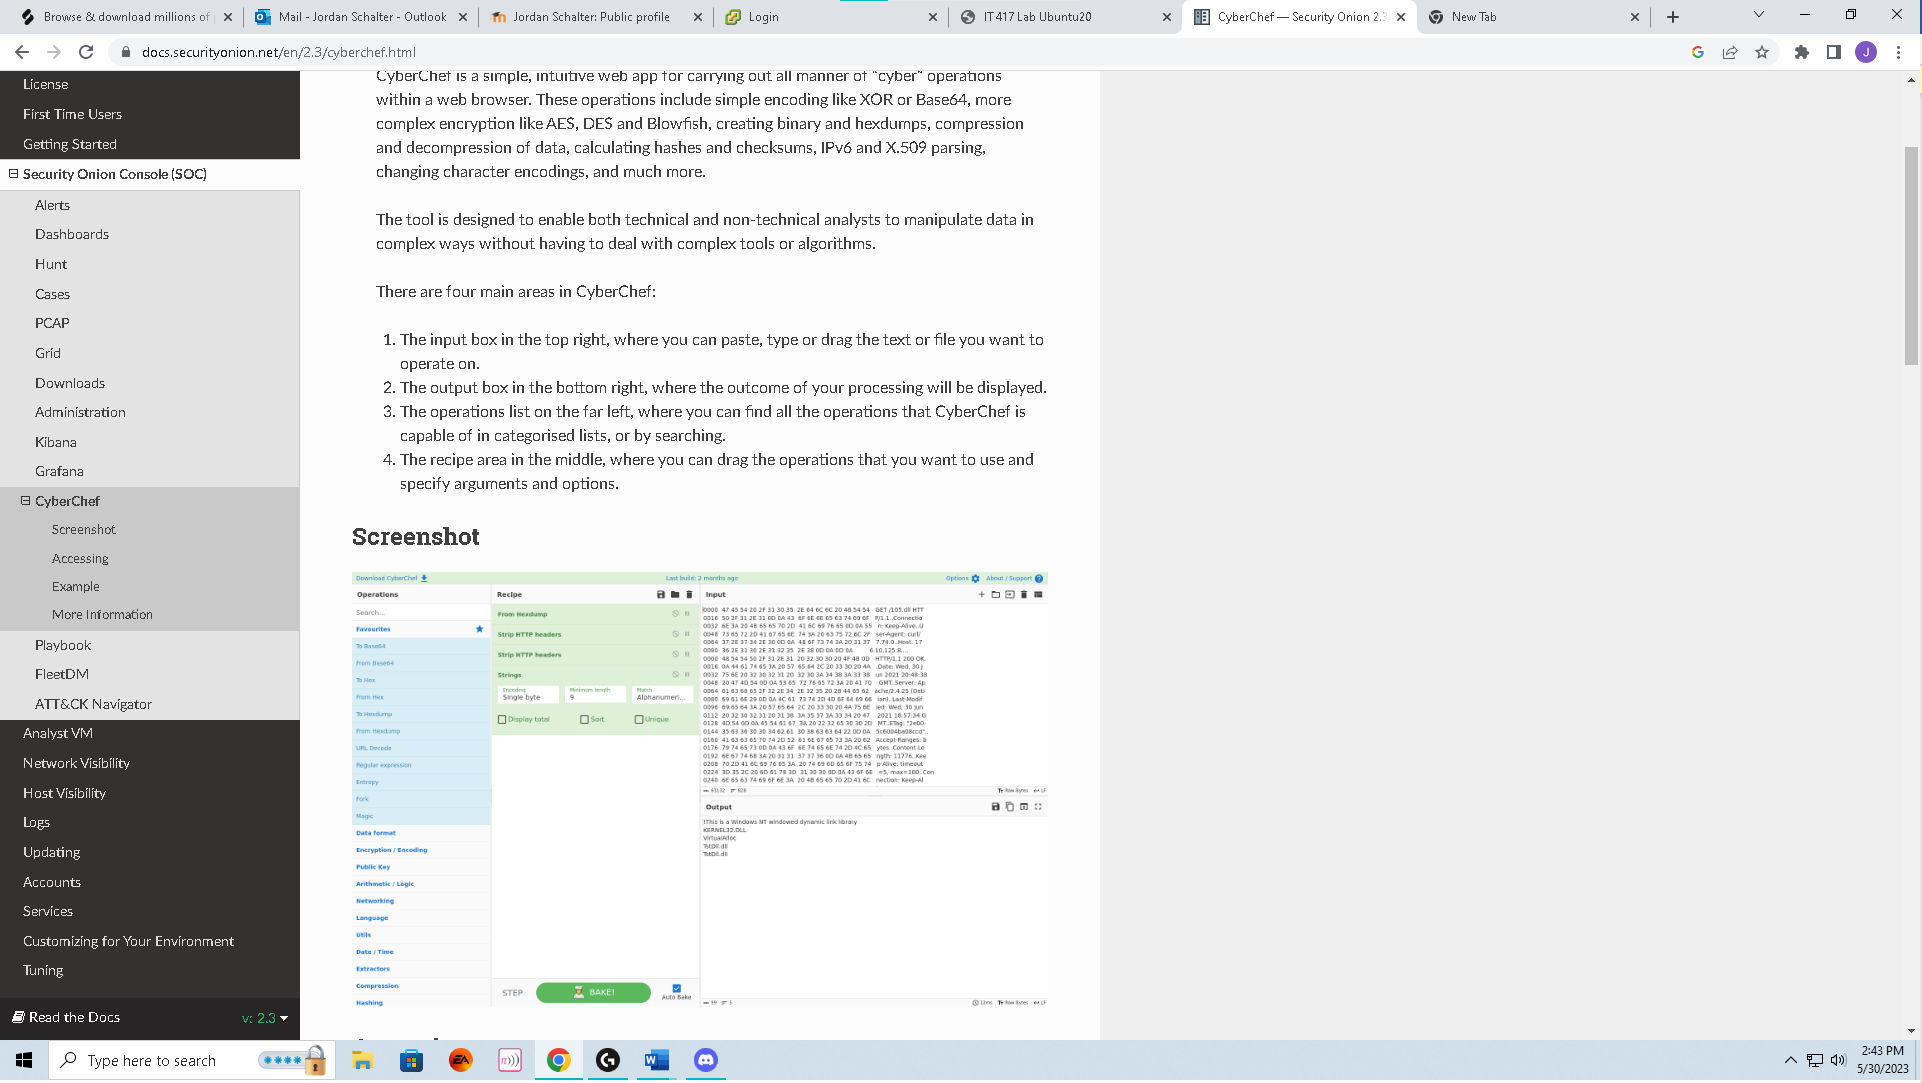 Browse & download millions of
Mail - Jordan Schalter - Outlook
Jordan Schalter: Public profile
Login
IT417 Lab Ubuntu20
CyberChef — Security Onion 2.3
New Tab
docs.securityonion.net/en/2.3/cyberchef.html
J
License
First Time Users
Getting Started
Security Onion Console (SOC)
Alerts
Dashboards
Hunt
Cases
PCAP
Grid
Downloads
Administration
Kibana
Grafana
CyberChef
Screenshot
Accessing
Example
More Information
Playbook
FleetDM
ATT&CK Navigator
Analyst VM
Network Visibility
Host Visibility
Logs
Updating
Accounts
Services
Customizing for Your Environment
Tuning
Read the Docs
v: 2.3
CyberChef is a simple, intuitive web app for carrying out all manner of "cyber" operations
within a web browser. These operations include simple encoding like XOR or Base64, more
complex encryption like AES, DES and Blowfish, creating binary and hexdumps, compression
and decompression of data, calculating hashes and checksums, IPv6 and X.509 parsing,
changing character encodings, and much more.
The tool is designed to enable both technical and non-technical analysts to manipulate data in
complex ways without having to deal with complex tools or algorithms.
There are four main areas in CyberChef:
1. The input box in the top right, where you can paste, type or drag the text or file you want to
operate on.
2. The output box in the bottom right, where the outcome of your processing will be displayed.
3. The operations list on the far left, where you can find all the operations that CyberChef is
capable of in categorised lists, or by searching.
4. The recipe area in the middle, where you can drag the operations that you want to use and
specify arguments and options.
Screenshot
Download CyberChef
Last build: 2 months ago
Options
About / Support
Operations
Search...
Favourites
To Base64
From Base64
To Hex
From Hex
To Hexdump
From Hexdump
URL Decode
Regular expression
Entropy
Fork
Magic
Data format
Encryption / Encoding
Public Key
Arithmetic / Logic
Networking
Language
Utils
Date / Time
Extractors
Compression
Hashing
Recipe
From Hexdump
Strip HTTP headers
Strip HTTP headers
Strings
Encoding
Single byte
Minimum length
9
Match
Alphanumeri...
Display total
Sort
Unique
STEP
BAKE!
Auto Bake
Input
Output
!This is a Windows NT windowed dynamic link library
KERNEL32.DLL
VirtualAlloc
TstDll.dll
TstDll.dll
12ms
Raw Bytes
LF
Type here to search
2:43 PM
5/30/2023